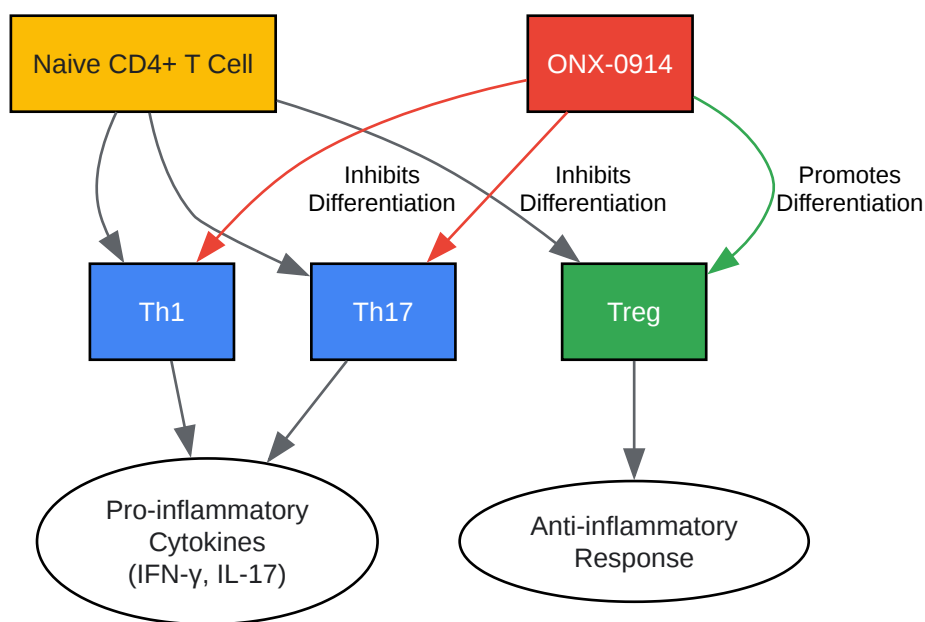 Naive CD4+ T Cell
ONX-0914
Inhibits
Differentiation
Inhibits
Differentiation
Promotes
Differentiation
Th1
Th17
Treg
Pro-inflammatory
Cytokines
(IFN-γ, IL-17)
Anti-inflammatory
Response